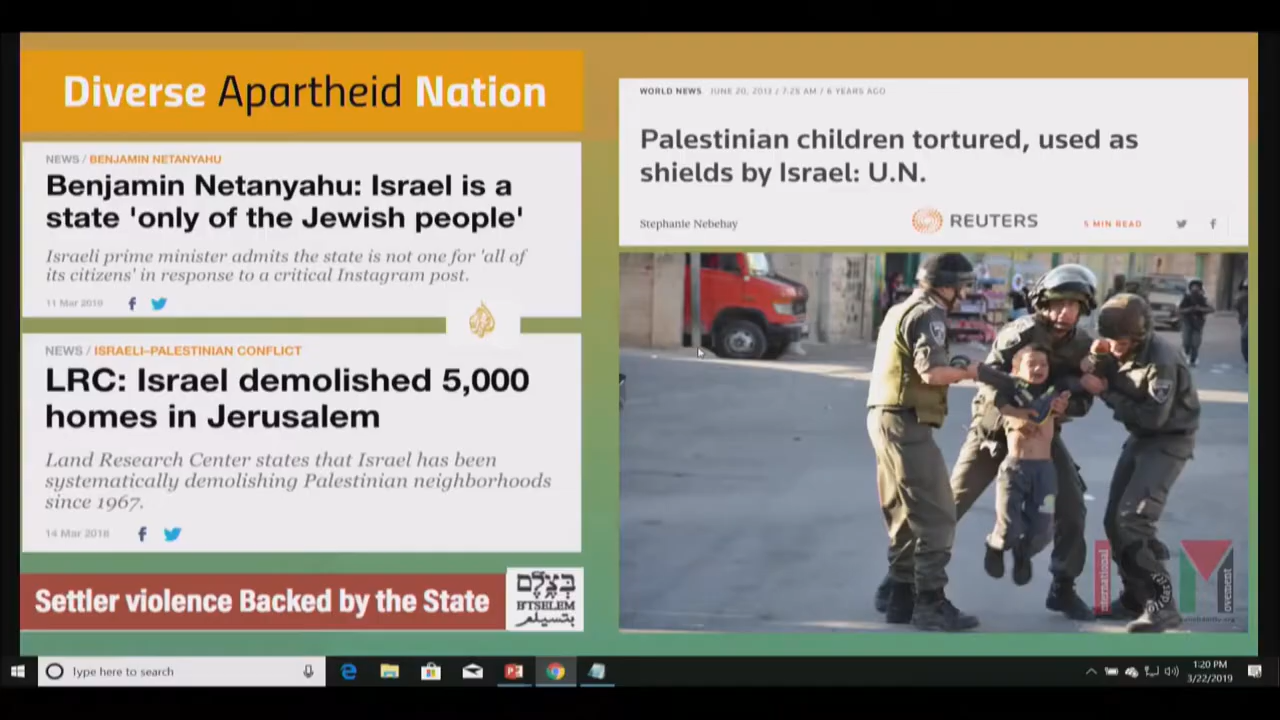 Diverse Apartheid Nation
NEWS / BENJAMIN NETANYAHU
Benjamin Netanyahu: Israel is a
state 'only of the Jewish people'
Israeli prime minister admits the state is not one for 'all of
its citizens' in response to a critical Instagram post.
11 Mar 2019
NEWS / ISRAELI–PALESTINIAN CONFLICT
LRC: Israel demolished 5,000
homes in Jerusalem
Land Research Center states that Israel has been
systematically demolishing Palestinian neighborhoods
since 1967.
14 Mar 2018
Settler violence Backed by the State
בצלם
B'TSELEM
بتسيلم
WORLD NEWS JUNE 20, 2013 / 7:25 AM / 6 YEARS AGO
Palestinian children tortured, used as
shields by Israel: U.N.
Stephanie Nebehay
REUTERS
5 MIN READ
International
Solidarity
Movement
Type here to search
1:20 PM
3/22/2019